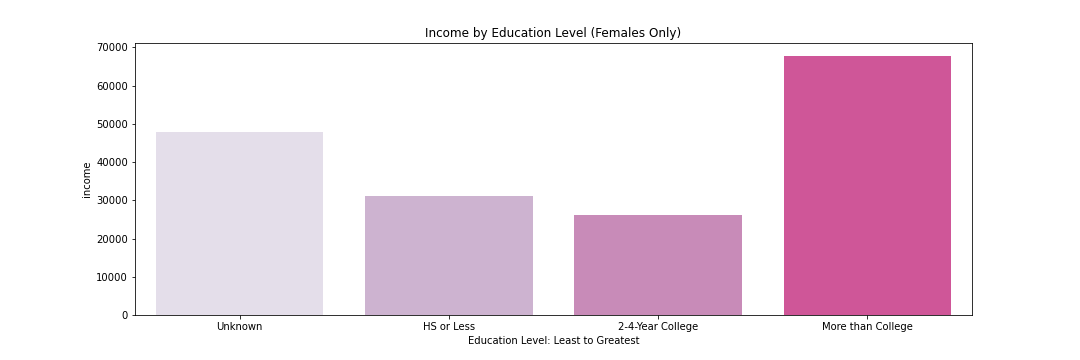 Income by Education Level (Females Only)
70000
60000
50000
40000
30000
20000
10000
0
income
Unknown
HS or Less
2-4-Year College
More than College
Education Level: Least to Greatest